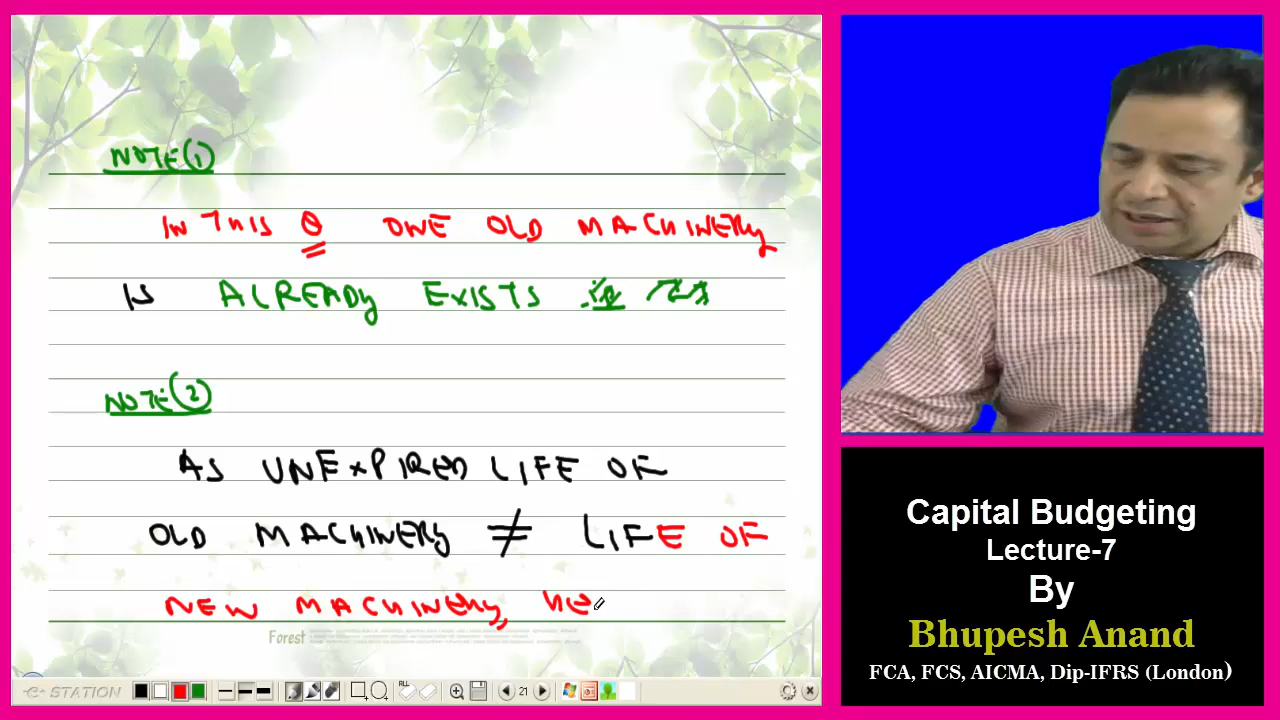 NOTE(1)
IN THIS Q ONE OLD MACHINERY
IS ALREADY EXISTS
NOTE(2)
AS UNEXPIRED LIFE OF
OLD MACHINERY ≠ LIFE OF
NEW MACHINERY, HE
Forest
e-STATION
ALL
21
Capital Budgeting
Lecture-7
By
Bhupesh Anand
FCA, FCS, AICMA, Dip-IFRS (London)